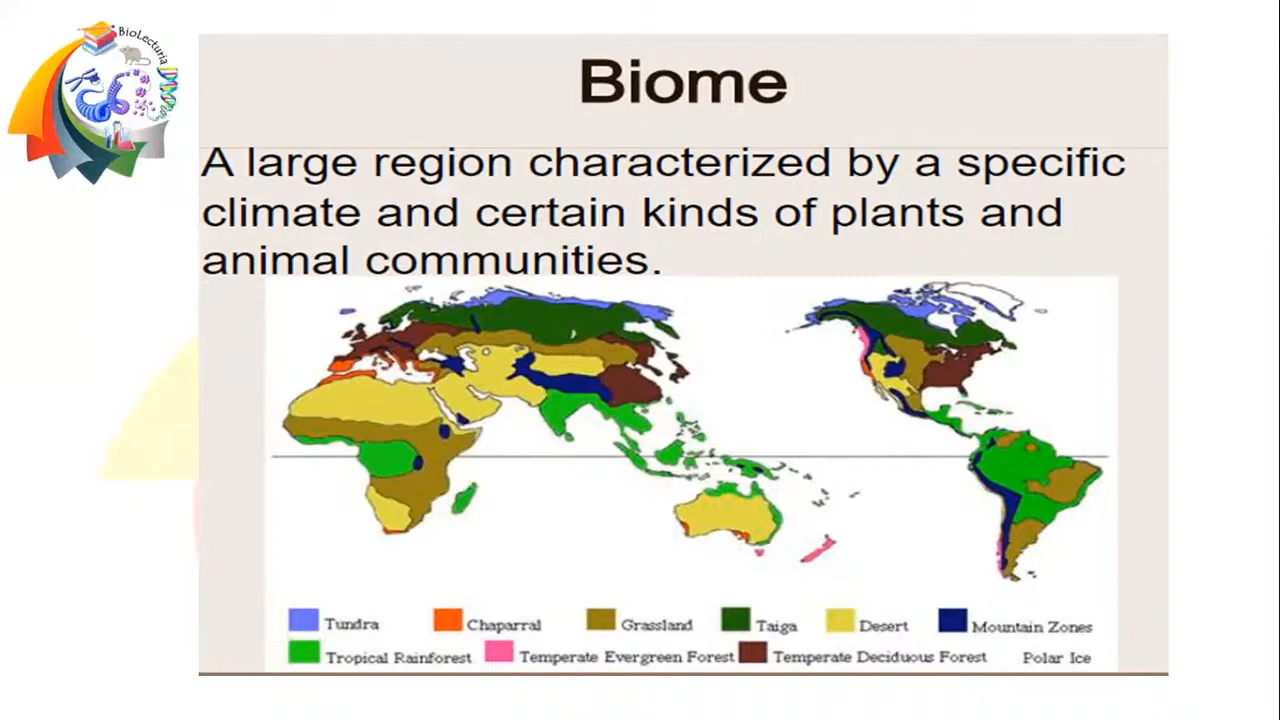 BioLecturia
Biome
A large region characterized by a specific
climate and certain kinds of plants and
animal communities.
Tundra Chaparral Grassland Taiga Desert Mountain Zones
Tropical Rainforest Temperate Evergreen Forest Temperate Deciduous Forest Polar Ice